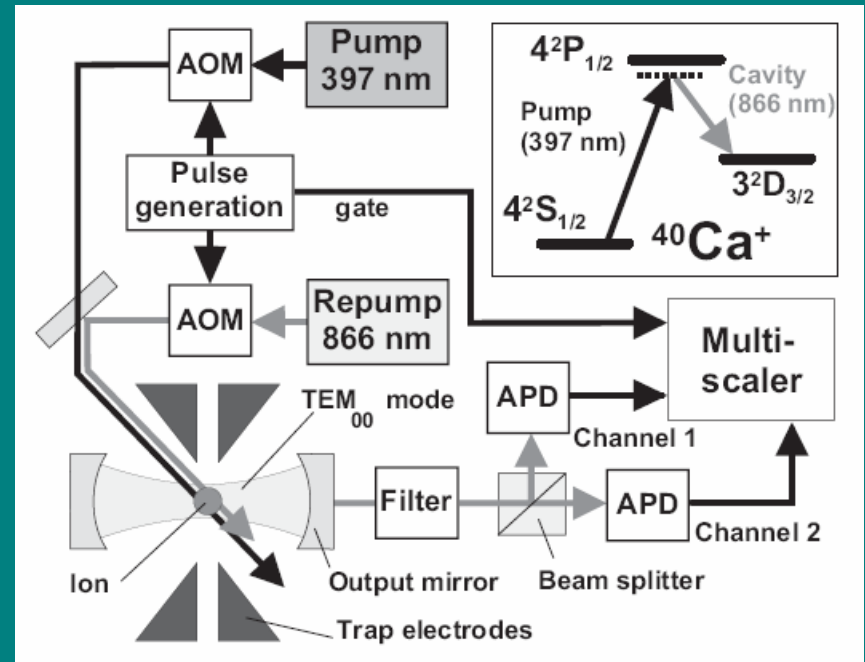 Pump
397 nm
AOM
Pulse
generation
gate
AOM
Repump
866 nm
4²P₁/₂
Cavity
(866 nm)
Pump
(397 nm)
3²D₃/₂
4²S₁/₂
⁴⁰Ca⁺
Multi-
scaler
TEM₀₀ mode
APD
Channel 1
Filter
APD
Channel 2
Ion
Output mirror
Beam splitter
Trap electrodes